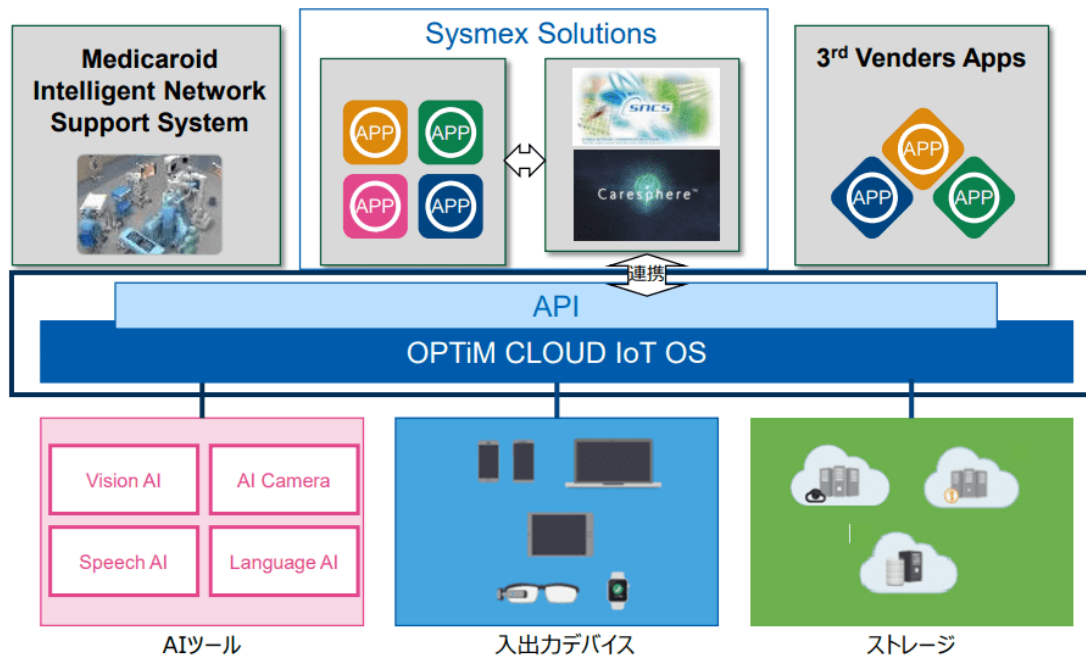 Medicaroid
Intelligent Network
Support System
Sysmex Solutions
APP
APP
APP
APP
SNCS
Caresphere™
3rd Venders Apps
APP
APP
APP
連携
API
OPTiM CLOUD IoT OS
Vision AI
AI Camera
Speech AI
Language AI
AIツール
入出力デバイス
ストレージ